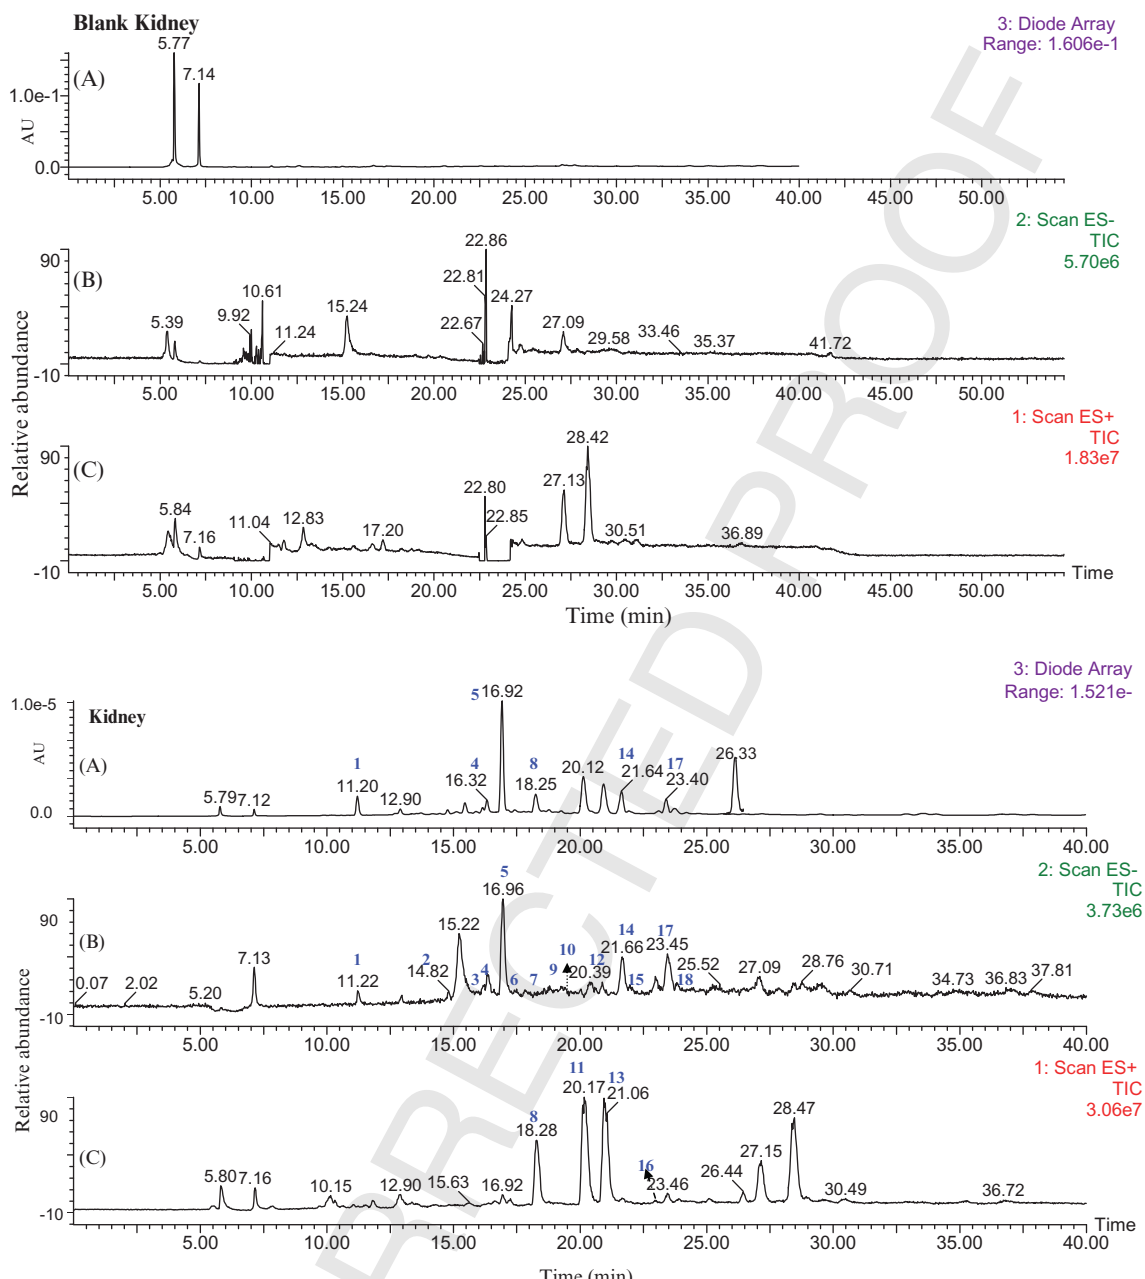 Blank Kidney
3: Diode Array
Range: 1.606e-1
(A)
5.77
7.14
1.0e-1
AU
0.0
5.00 10.00 15.00 20.00 25.00 30.00 35.00 40.00 45.00 50.00
2: Scan ES-
TIC
5.70e6
(B)
90
-10
5.39
9.92
10.61
11.24
15.24
22.67
22.81
22.86
24.27
27.09
29.58
33.46
35.37
41.72
5.00 10.00 15.00 20.00 25.00 30.00 35.00 40.00 45.00 50.00
Relative abundance
1: Scan ES+
TIC
1.83e7
(C)
90
-10
5.84
7.16
11.04
12.83
17.20
22.80
22.85
27.13
28.42
30.51
36.89
Time
5.00 10.00 15.00 20.00 25.00 30.00 35.00 40.00 45.00 50.00
Time (min)
3: Diode Array
Range: 1.521e-
Kidney
(A)
1.0e-5
AU
0.0
5.79
7.12
1
11.20
12.90
4
16.32
5
16.92
8
18.25
20.12
14
21.64
17
23.40
26.33
5.00 10.00 15.00 20.00 25.00 30.00 35.00 40.00
2: Scan ES-
TIC
3.73e6
(B)
90
-10
0.07
2.02
5.20
7.13
1
11.22
2
14.82
15.22
3
4
5
16.96
6
7
9
10
12
20.39
14
21.66
15
17
23.45
18
25.52
27.09
28.76
30.71
34.73
36.83
37.81
5.00 10.00 15.00 20.00 25.00 30.00 35.00 40.00
Relative abundance
1: Scan ES+
TIC
3.06e7
(C)
90
-10
5.80
7.16
10.15
12.90
15.63
16.92
8
18.28
11
20.17
13
21.06
16
23.46
26.44
27.15
28.47
30.49
36.72
Time
5.00 10.00 15.00 20.00 25.00 30.00 35.00 40.00
Time (min)
RRECTED PROOF